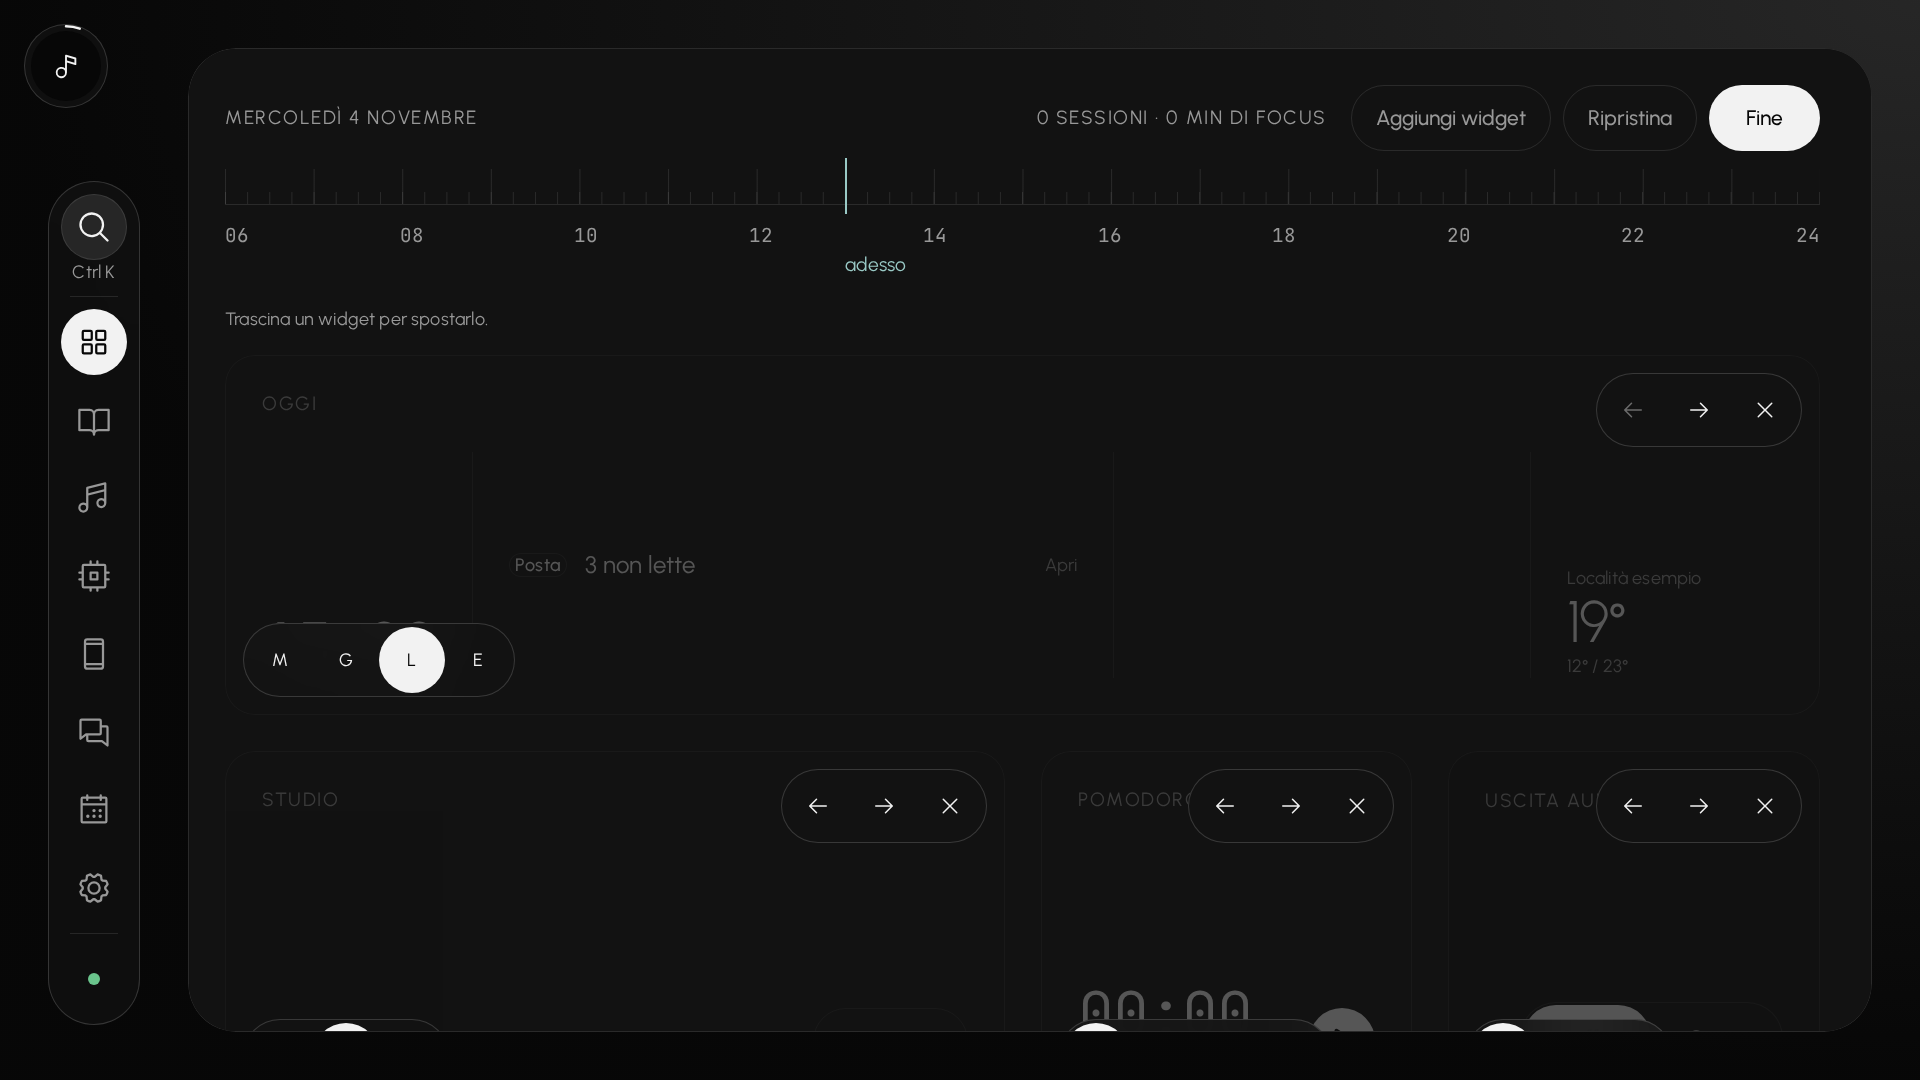 MERCOLEDÌ 4 NOVEMBRE
0 SESSIONI · 0 MIN DI FOCUS
Aggiungi widget
Ripristina
Fine
Ctrl K
06 08 10 12 14 16 18 20 22 24
adesso
Trascina un widget per spostarlo.
OGGI
Posta 3 non lette Apri
Località esempio
19°
12° / 23°
M G L E
STUDIO
POMODORO
USCITA AU
00:00